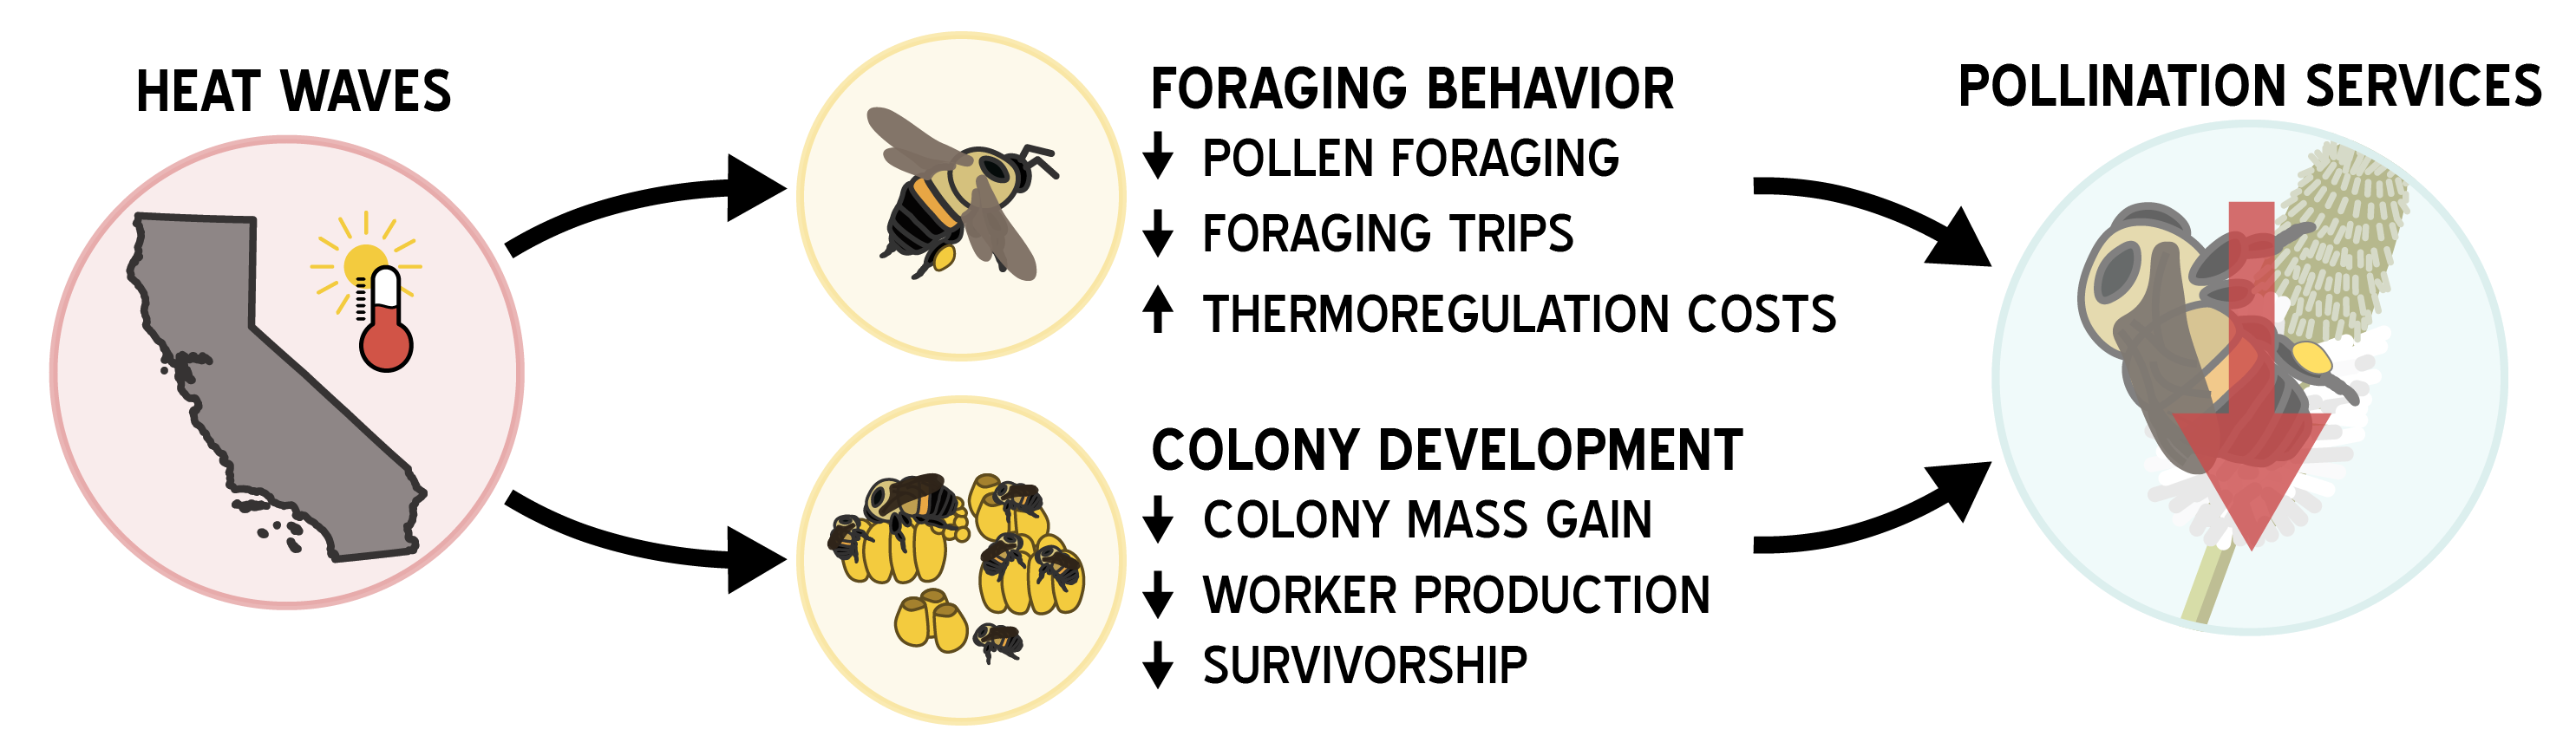 HEAT WAVES
FORAGING BEHAVIOR
POLLEN FORAGING
FORAGING TRIPS
THERMOREGULATION COSTS
COLONY DEVELOPMENT
COLONY MASS GAIN
WORKER PRODUCTION
SURVIVORSHIP
POLLINATION SERVICES